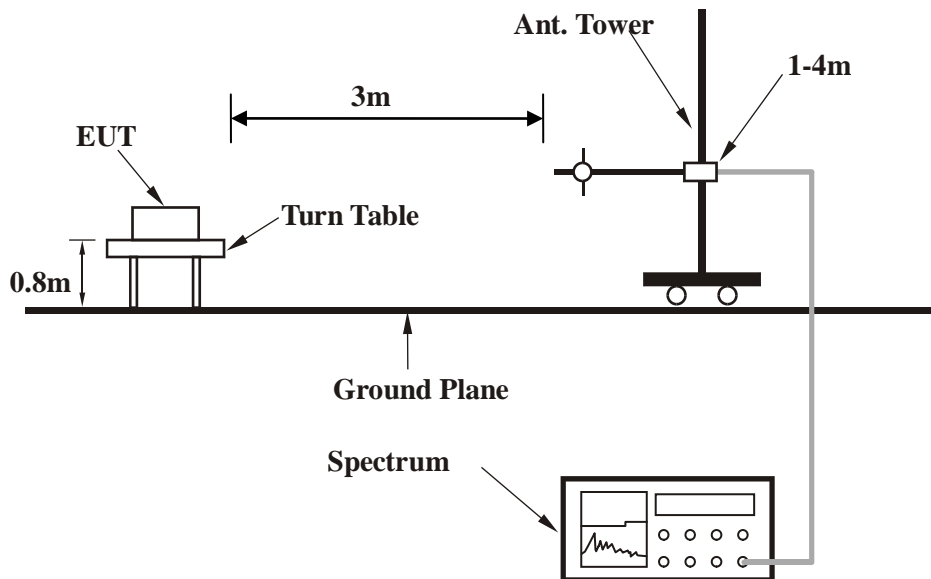 Ant. Tower
1-4m
3m
EUT
Turn Table
0.8m
Ground Plane
Spectrum